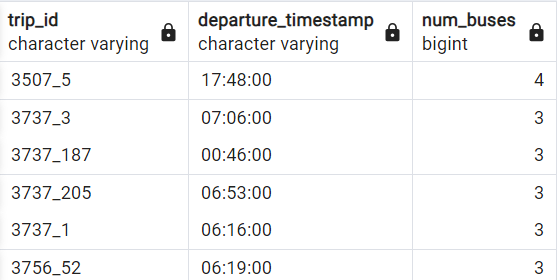 trip_id departure_timestamp num_buses
character varying character varying bigint
3507_5 17:48:00 4
3737_3 07:06:00 3
3737_187 00:46:00 3
3737_205 06:53:00 3
3737_1 06:16:00 3
3756_52 06:19:00 3